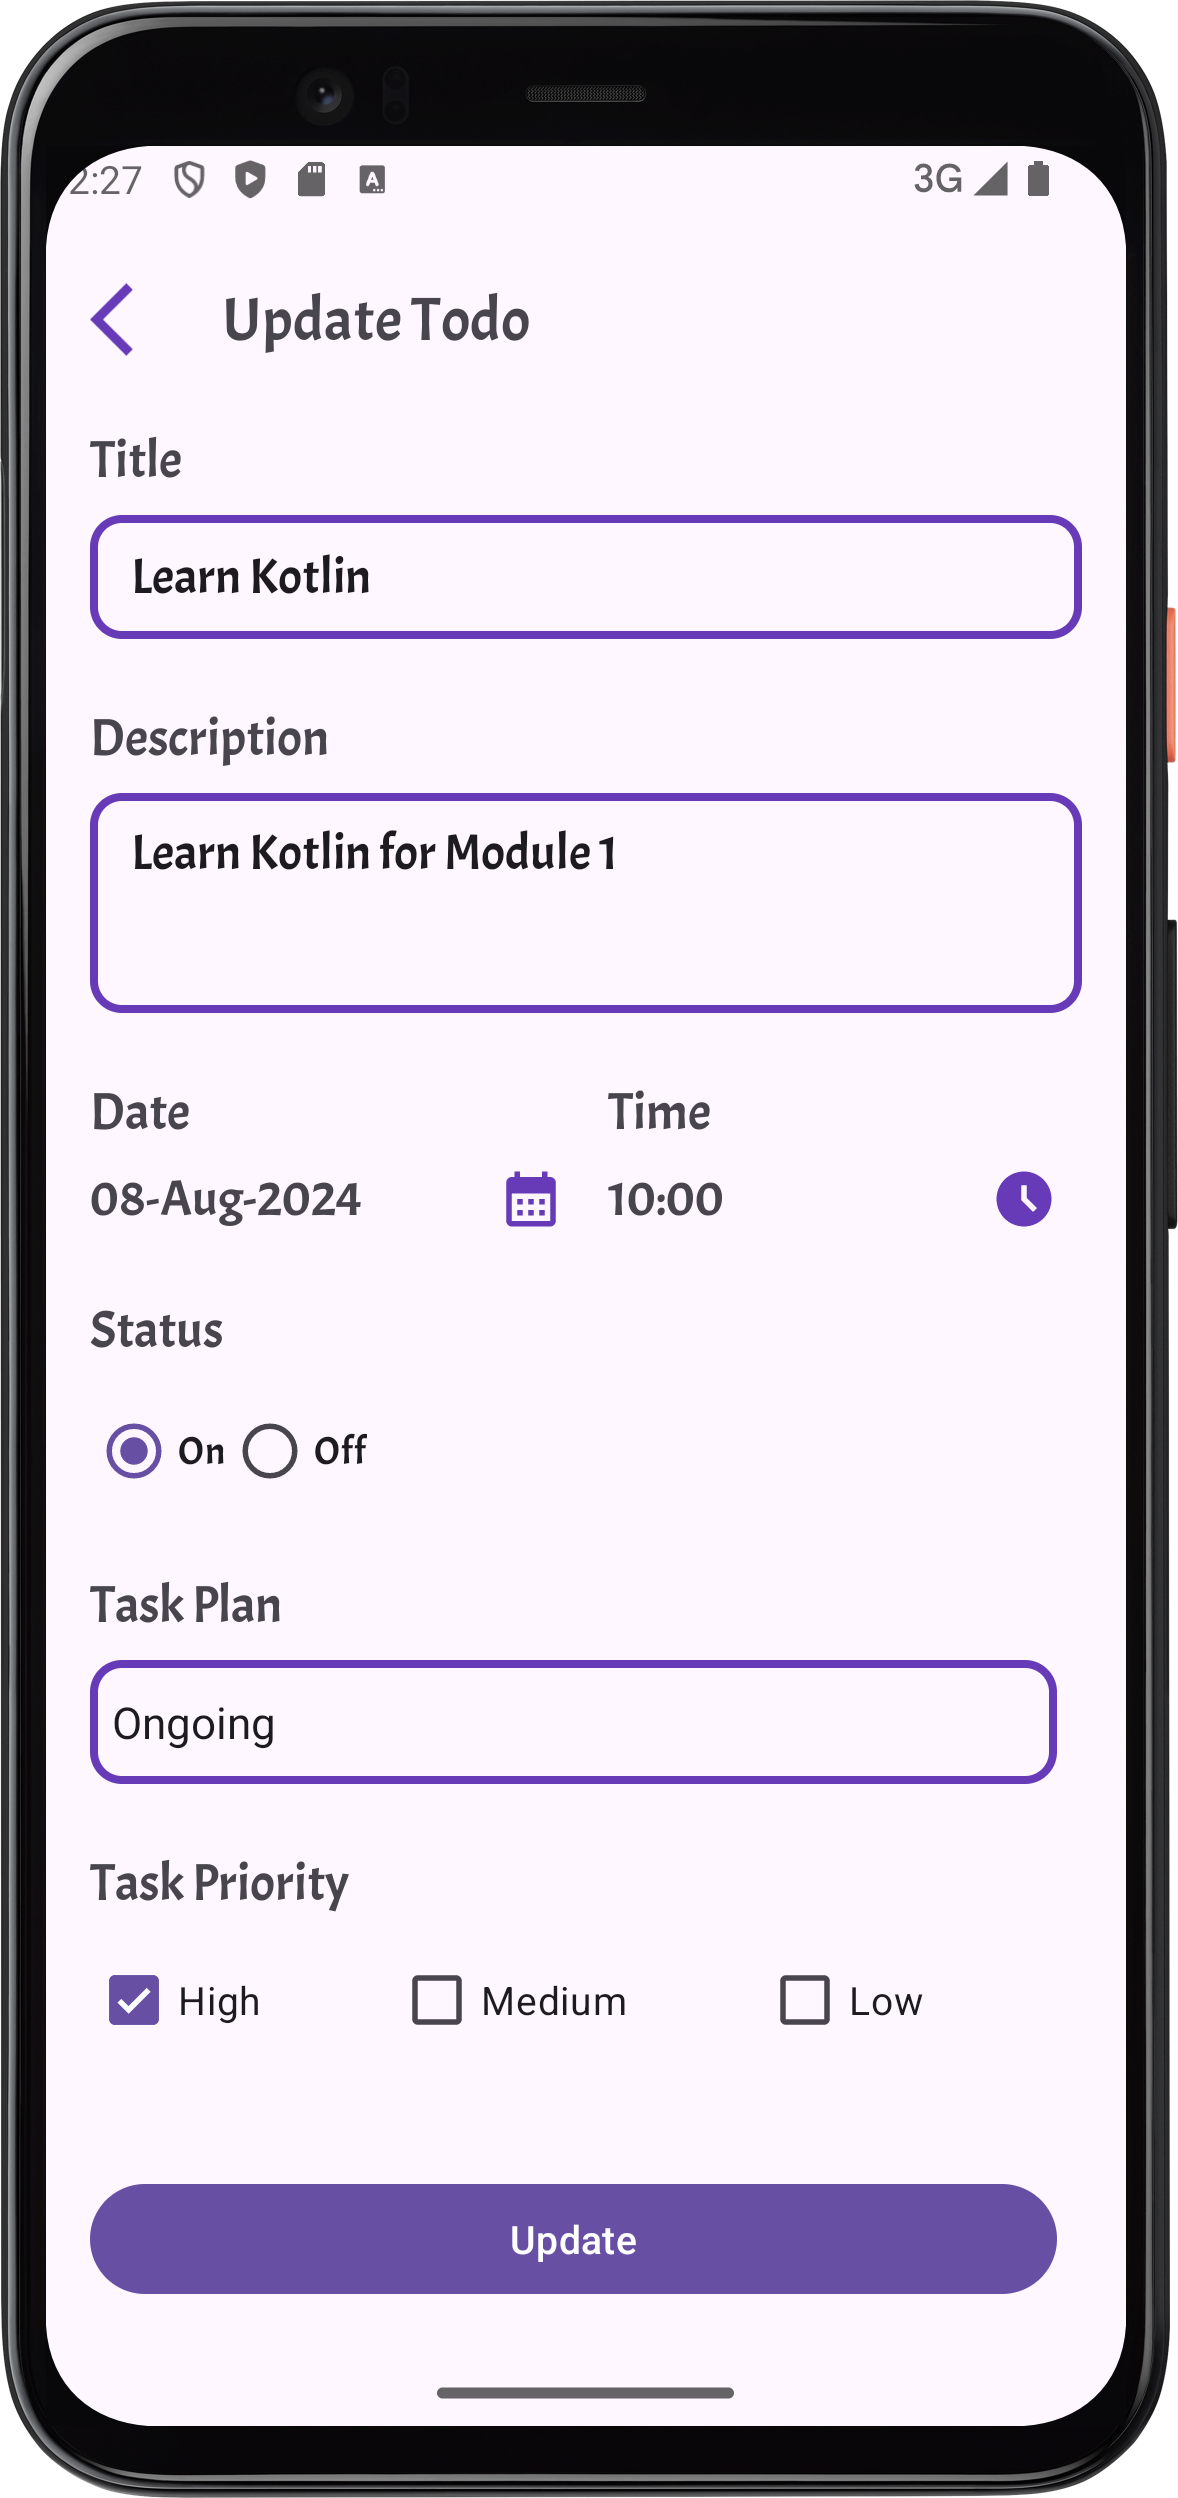 2:27 3G
Update Todo
Title
Learn Kotlin
Description
Learn Kotlin for Module 1
Date Time
08-Aug-2024 10:00
Status
On Off
Task Plan
Ongoing
Task Priority
High Medium Low
Update